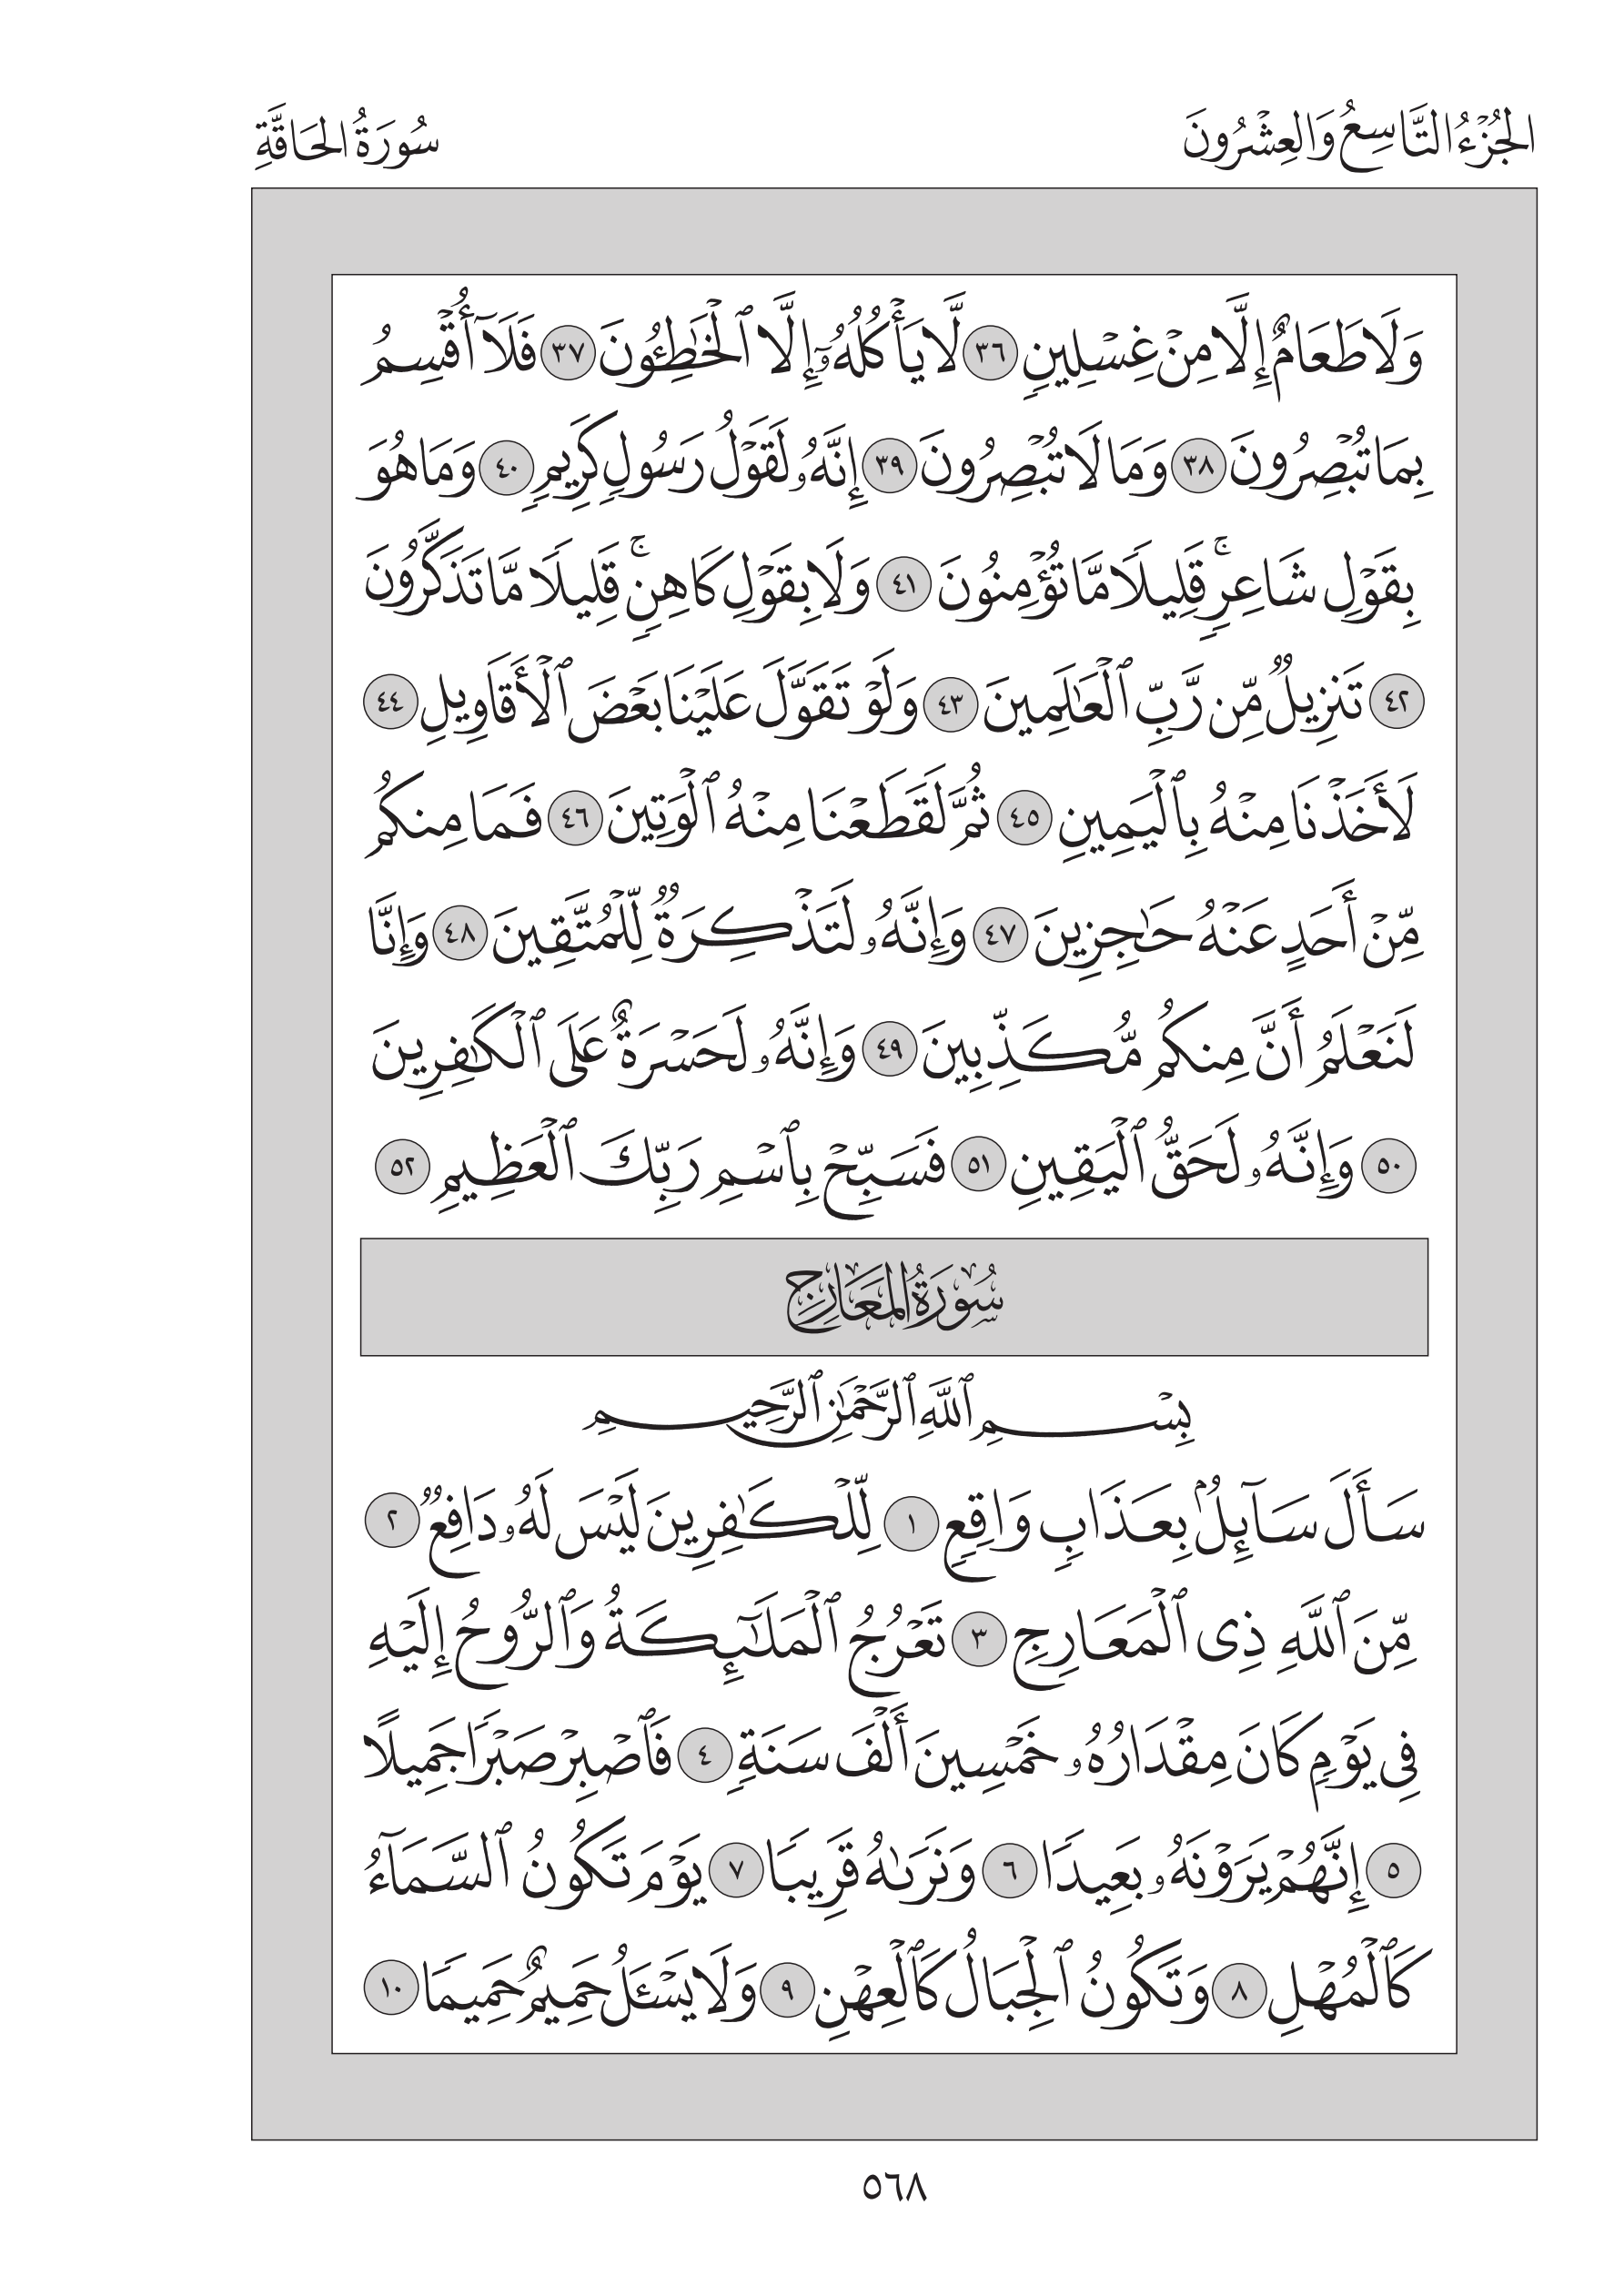 الجُزْءُ التَّاسِعُ وَالعِشْرُونَ
سُورَةُ الحَاقَّةِ
وَلَا طَعَامٌ إِلَّا مِنْ غِسْلِينٍ ٣٦ لَّا يَأْكُلُهُۥٓ إِلَّا ٱلْخَٰطِـُٔونَ ٣٧ فَلَآ أُقْسِمُ
بِمَا تُبْصِرُونَ ٣٨ وَمَا لَا تُبْصِرُونَ ٣٩ إِنَّهُۥ لَقَوْلُ رَسُولٍ كَرِيمٍ ٤٠ وَمَا هُوَ
بِقَوْلِ شَاعِرٍ ۚ قَلِيلًا مَّا تُؤْمِنُونَ ٤١ وَلَا بِقَوْلِ كَاهِنٍ ۚ قَلِيلًا مَّا تَذَكَّرُونَ
٤٢ تَنزِيلٌ مِّن رَّبِّ ٱلْعَٰلَمِينَ ٤٣ وَلَوْ تَقَوَّلَ عَلَيْنَا بَعْضَ ٱلْأَقَاوِيلِ ٤٤
لَأَخَذْنَا مِنْهُ بِٱلْيَمِينِ ٤٥ ثُمَّ لَقَطَعْنَا مِنْهُ ٱلْوَتِينَ ٤٦ فَمَا مِنكُم
مِّنْ أَحَدٍ عَنْهُ حَٰجِزِينَ ٤٧ وَإِنَّهُۥ لَتَذْكِرَةٌ لِّلْمُتَّقِينَ ٤٨ وَإِنَّا
لَنَعْلَمُ أَنَّ مِنكُم مُّكَذِّبِينَ ٤٩ وَإِنَّهُۥ لَحَسْرَةٌ عَلَى ٱلْكَٰفِرِينَ
٥٠ وَإِنَّهُۥ لَحَقُّ ٱلْيَقِينِ ٥١ فَسَبِّحْ بِٱسْمِ رَبِّكَ ٱلْعَظِيمِ ٥٢
سُورَةُ المَعَارِجِ
بِسْمِ ٱللَّهِ ٱلرَّحْمَٰنِ ٱلرَّحِيمِ
سَأَلَ سَآئِلٌۢ بِعَذَابٍ وَاقِعٍ ١ لِّلْكَٰفِرِينَ لَيْسَ لَهُۥ دَافِعٌ ٢
مِّنَ ٱللَّهِ ذِى ٱلْمَعَارِجِ ٣ تَعْرُجُ ٱلْمَلَٰٓئِكَةُ وَٱلرُّوحُ إِلَيْهِ
فِى يَوْمٍ كَانَ مِقْدَارُهُۥ خَمْسِينَ أَلْفَ سَنَةٍ ٤ فَٱصْبِرْ صَبْرًا جَمِيلًا
٥ إِنَّهُمْ يَرَوْنَهُۥ بَعِيدًا ٦ وَنَرَىٰهُ قَرِيبًا ٧ يَوْمَ تَكُونُ ٱلسَّمَآءُ
كَٱلْمُهْلِ ٨ وَتَكُونُ ٱلْجِبَالُ كَٱلْعِهْنِ ٩ وَلَا يَسْـَٔلُ حَمِيمٌ حَمِيمًا ١٠
٥٦٨